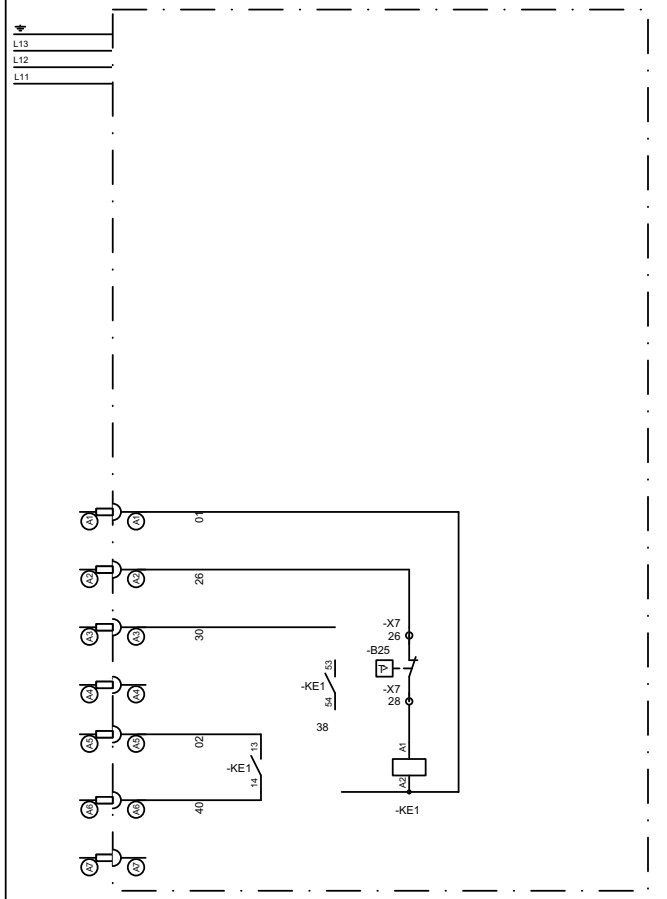 L13
L12
L11
A1 A1 01
A2 A2 26
A3 A3 30
A4 A4
A5 A5 02
A6 A6 40
A7 A7
-X7
26
-B25
T>
-X7
28
-KE1
53
54
38
-KE1
13
14
A1
A2
-KE1